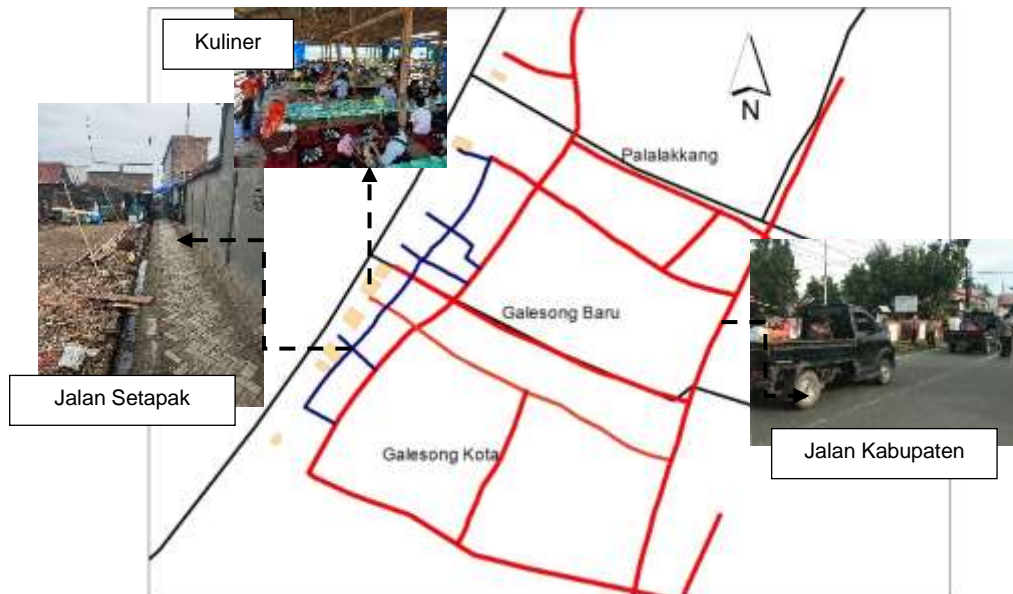 Kuliner
N
Palalakkang
Galesong Baru
Jalan Setapak
Galesong Kota
Jalan Kabupaten